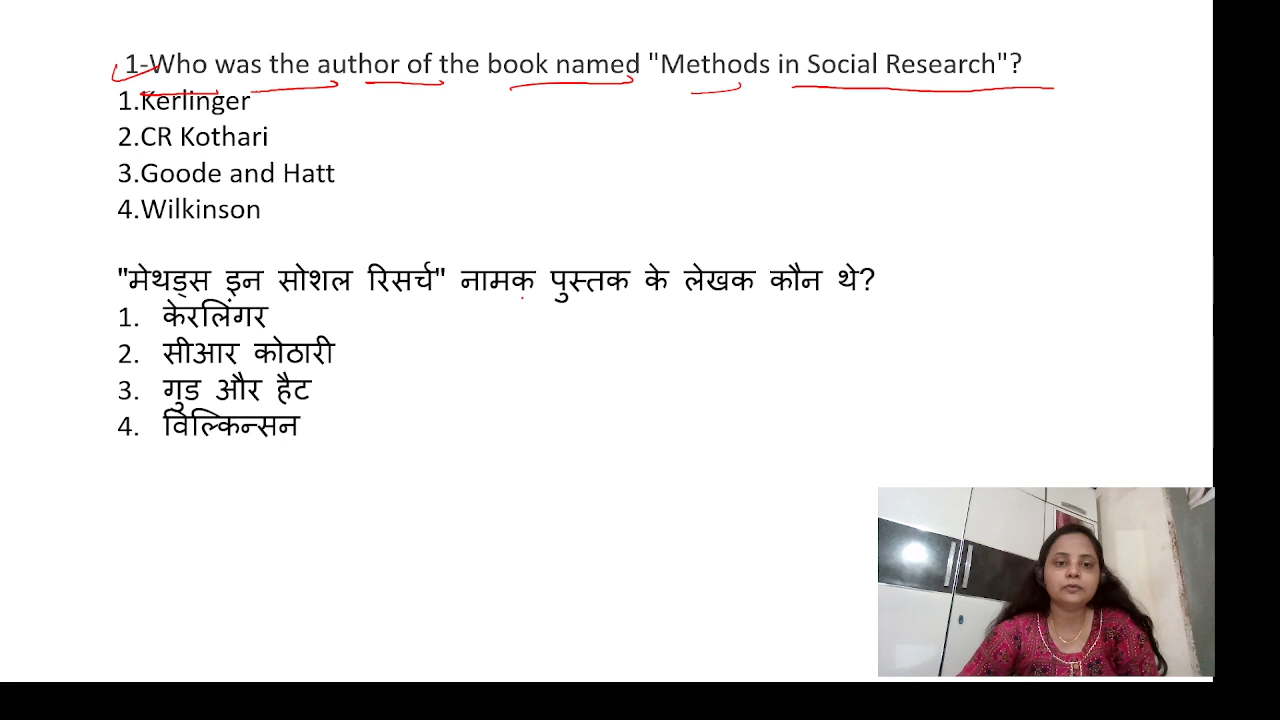 1-Who was the author of the book named "Methods in Social Research"?
1.Kerlinger
2.CR Kothari
3.Goode and Hatt
4.Wilkinson
"मेथड्स इन सोशल रिसर्च" नामक पुस्तक के लेखक कौन थे?
1. केरलिंगर
2. सीआर कोठारी
3. गुड और हैट
4. विल्किन्सन